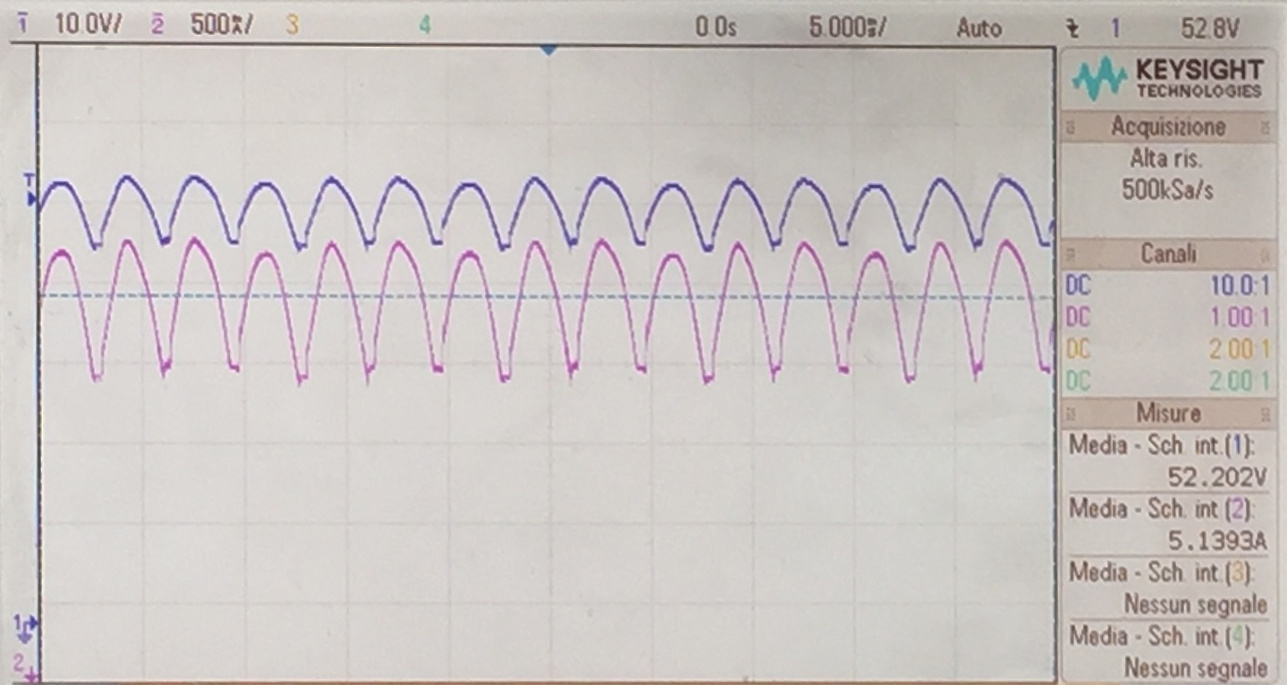 1 10.0V/ 2 500mA/ 3 4 0.0s 5.000ms/ Auto 1 52.8V
KEYSIGHT
TECHNOLOGIES
Acquisizione
Alta ris.
500kSa/s
Canali
DC 10.0:1
DC 1.00:1
DC 2.00:1
DC 2.00:1
Misure
Media - Sch. int.(1):
52.202V
Media - Sch. int.(2):
5.1393A
Media - Sch. int.(3):
Nessun segnale
Media - Sch. int.(4):
Nessun segnale
T
1
2